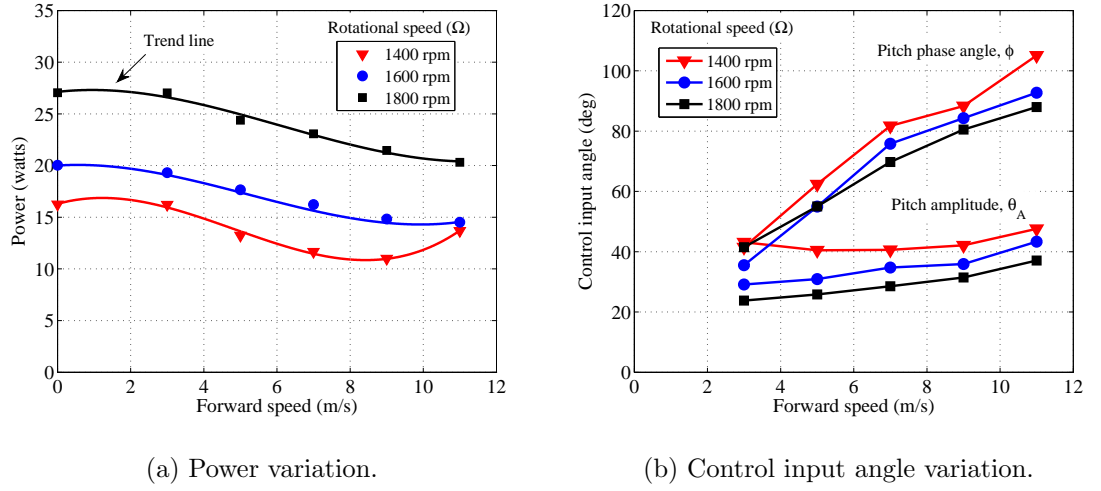 Rotational speed (Ω)
1400 rpm
1600 rpm
1800 rpm
Trend line
35
30
25
20
15
10
5
0
0 2 4 6 8 10 12
Power (watts)
Forward speed (m/s)
(a) Power variation.
Rotational speed (Ω)
1400 rpm
1600 rpm
1800 rpm
Pitch phase angle, ϕ
Pitch amplitude, θ_A
120
100
80
60
40
20
0
0 2 4 6 8 10 12
Control input angle (deg)
Forward speed (m/s)
(b) Control input angle variation.